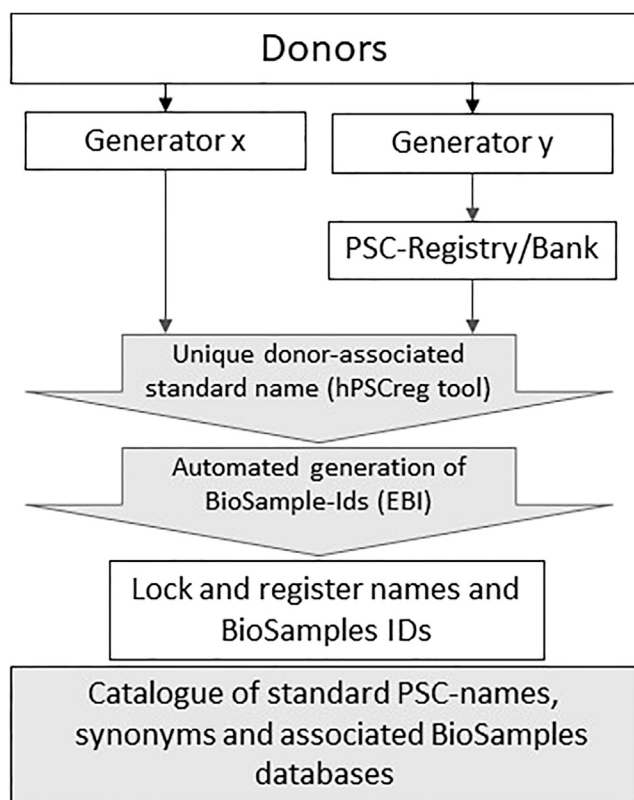 Donors
Generator x
Generator y
PSC-Registry/Bank
Unique donor-associated
standard name (hPSCreg tool)
Automated generation of
BioSample-Ids (EBI)
Lock and register names and
BioSamples IDs
Catalogue of standard PSC-names,
synonyms and associated BioSamples
databases